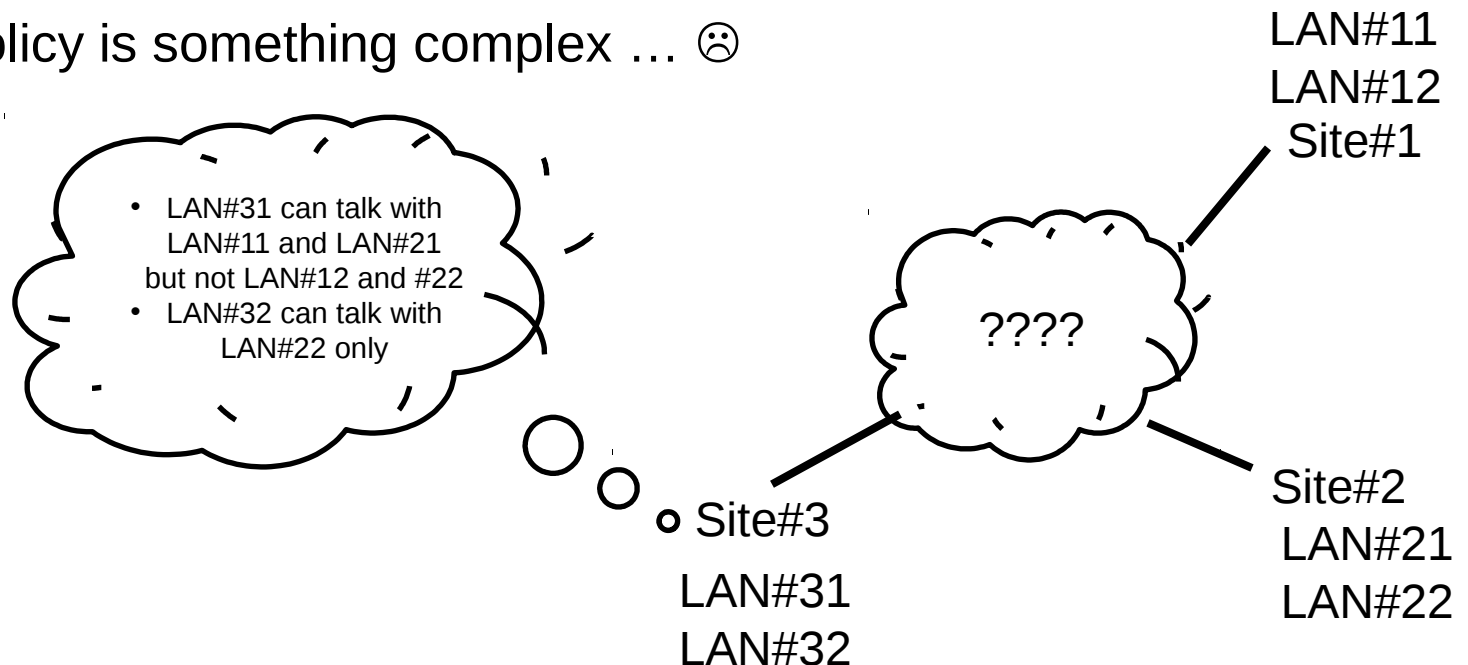 licy is something complex … ☹
LAN#11
LAN#12
Site#1
• LAN#31 can talk with
LAN#11 and LAN#21
but not LAN#12 and #22
• LAN#32 can talk with
LAN#22 only
????
Site#3
LAN#31
LAN#32
Site#2
LAN#21
LAN#22